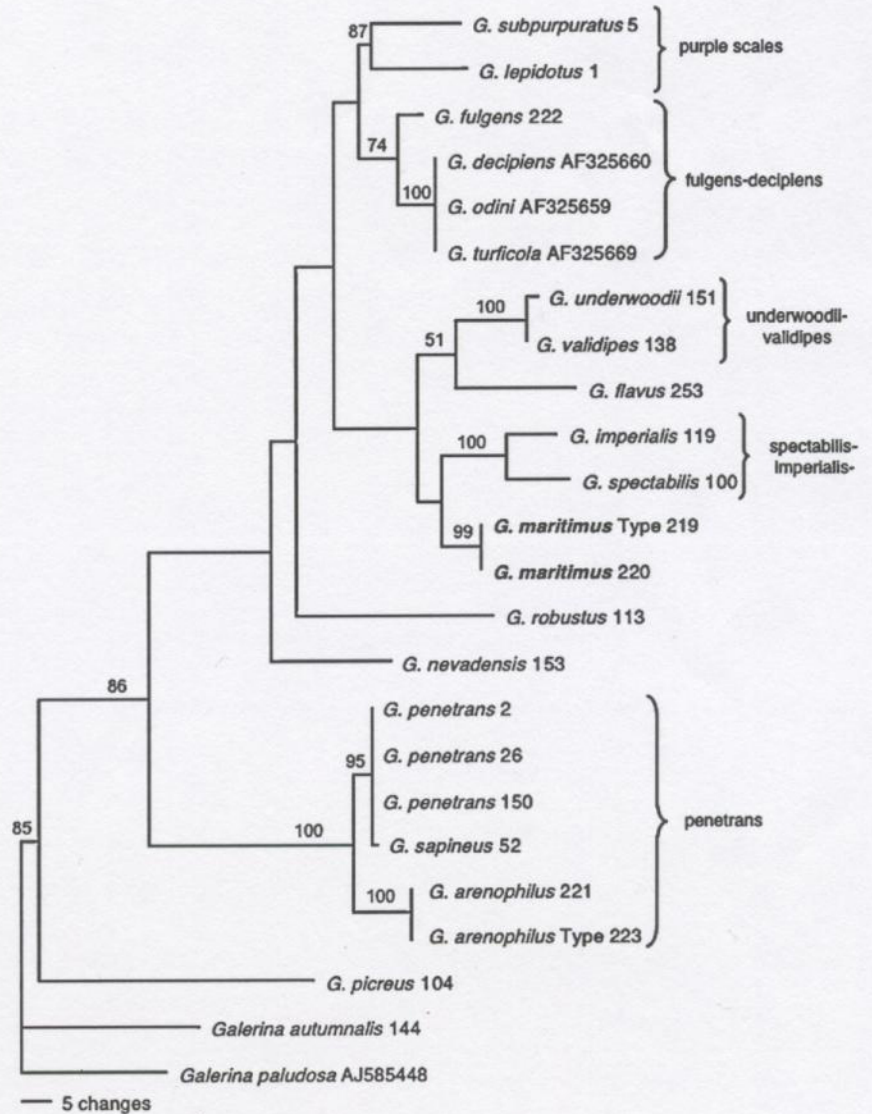 87
G. subpurpuratus 5
purple scales
G. lepidotus 1
G. fulgens 222
74
G. decipiens AF325660
fulgens-decipiens
100
G. odini AF325659
G. turficola AF325669
G. underwoodii 151
100
underwoodii-
validipes
51
G. validipes 138
G. flavus 253
G. imperialis 119
100
spectabilis-
imperialis-
G. spectabilis 100
99
G. maritimus Type 219
G. maritimus 220
G. robustus 113
G. nevadensis 153
86
G. penetrans 2
95
G. penetrans 26
G. penetrans 150
penetrans
85
100
G. sapineus 52
100
G. arenophilus 221
G. arenophilus Type 223
G. picreus 104
Galerina autumnalis 144
Galerina paludosa AJ585448
5 changes